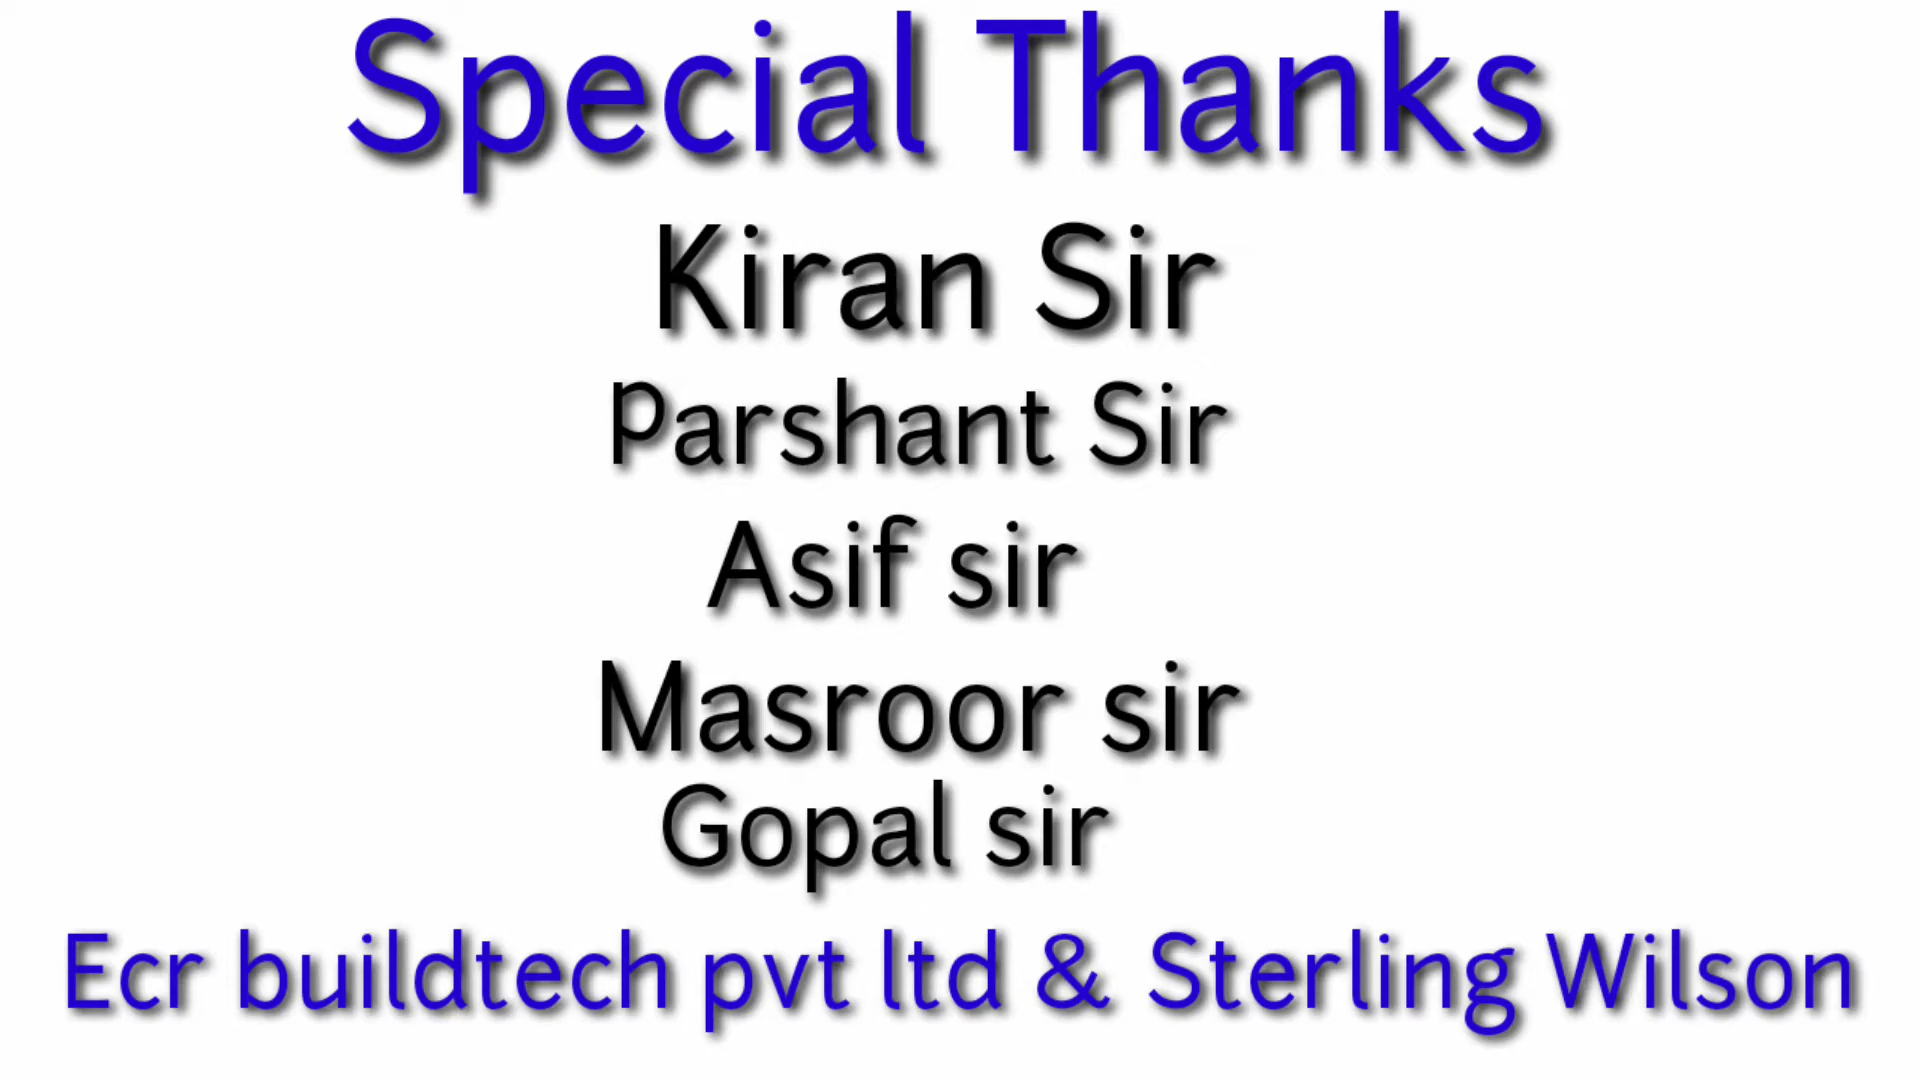 Special Thanks
Kiran Sir
Parshant Sir
Asif sir
Masroor sir
Gopal sir
Ecr buildtech pvt ltd & Sterling Wilson